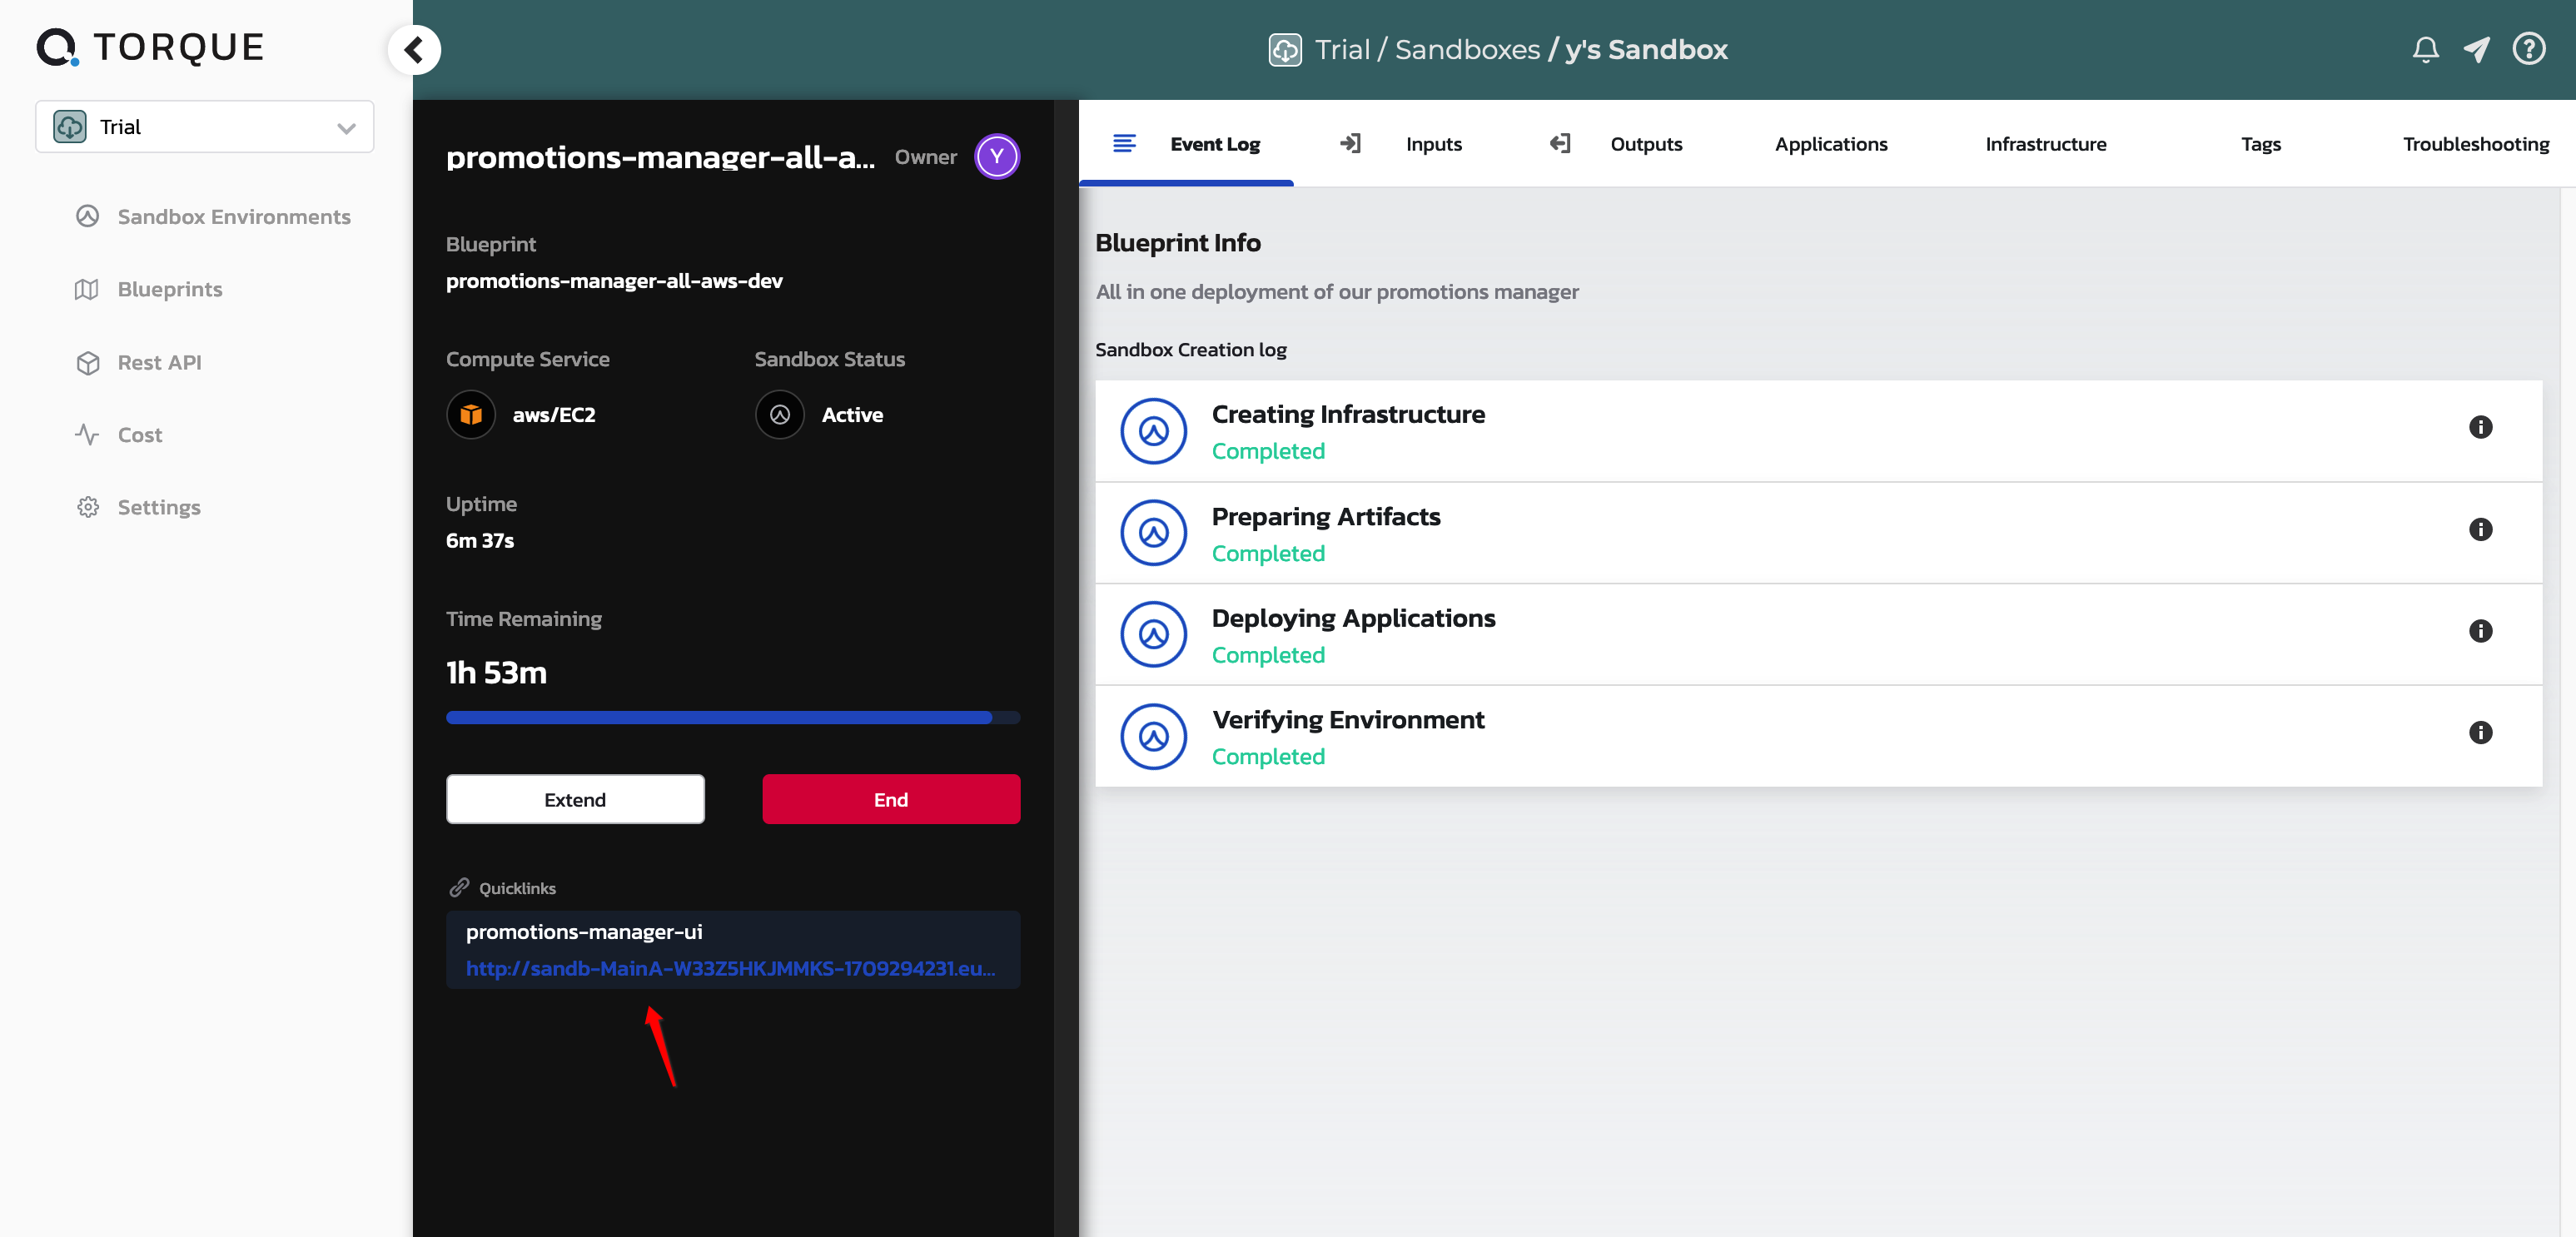 TORQUE
Trial
Sandbox Environments
Blueprints
Rest API
Cost
Settings
Trial / Sandboxes / y's Sandbox
promotions-manager-all-a...
Owner
Y
Blueprint
promotions-manager-all-aws-dev
Compute Service
Sandbox Status
aws/EC2
Active
Uptime
6m 37s
Time Remaining
1h 53m
Extend
End
Quicklinks
promotions-manager-ui
http://sandb-MainA-W33Z5HKJMMKS-1709294231.eu...
Event Log
Inputs
Outputs
Applications
Infrastructure
Tags
Troubleshooting
Blueprint Info
All in one deployment of our promotions manager
Sandbox Creation log
Creating Infrastructure
Completed
Preparing Artifacts
Completed
Deploying Applications
Completed
Verifying Environment
Completed